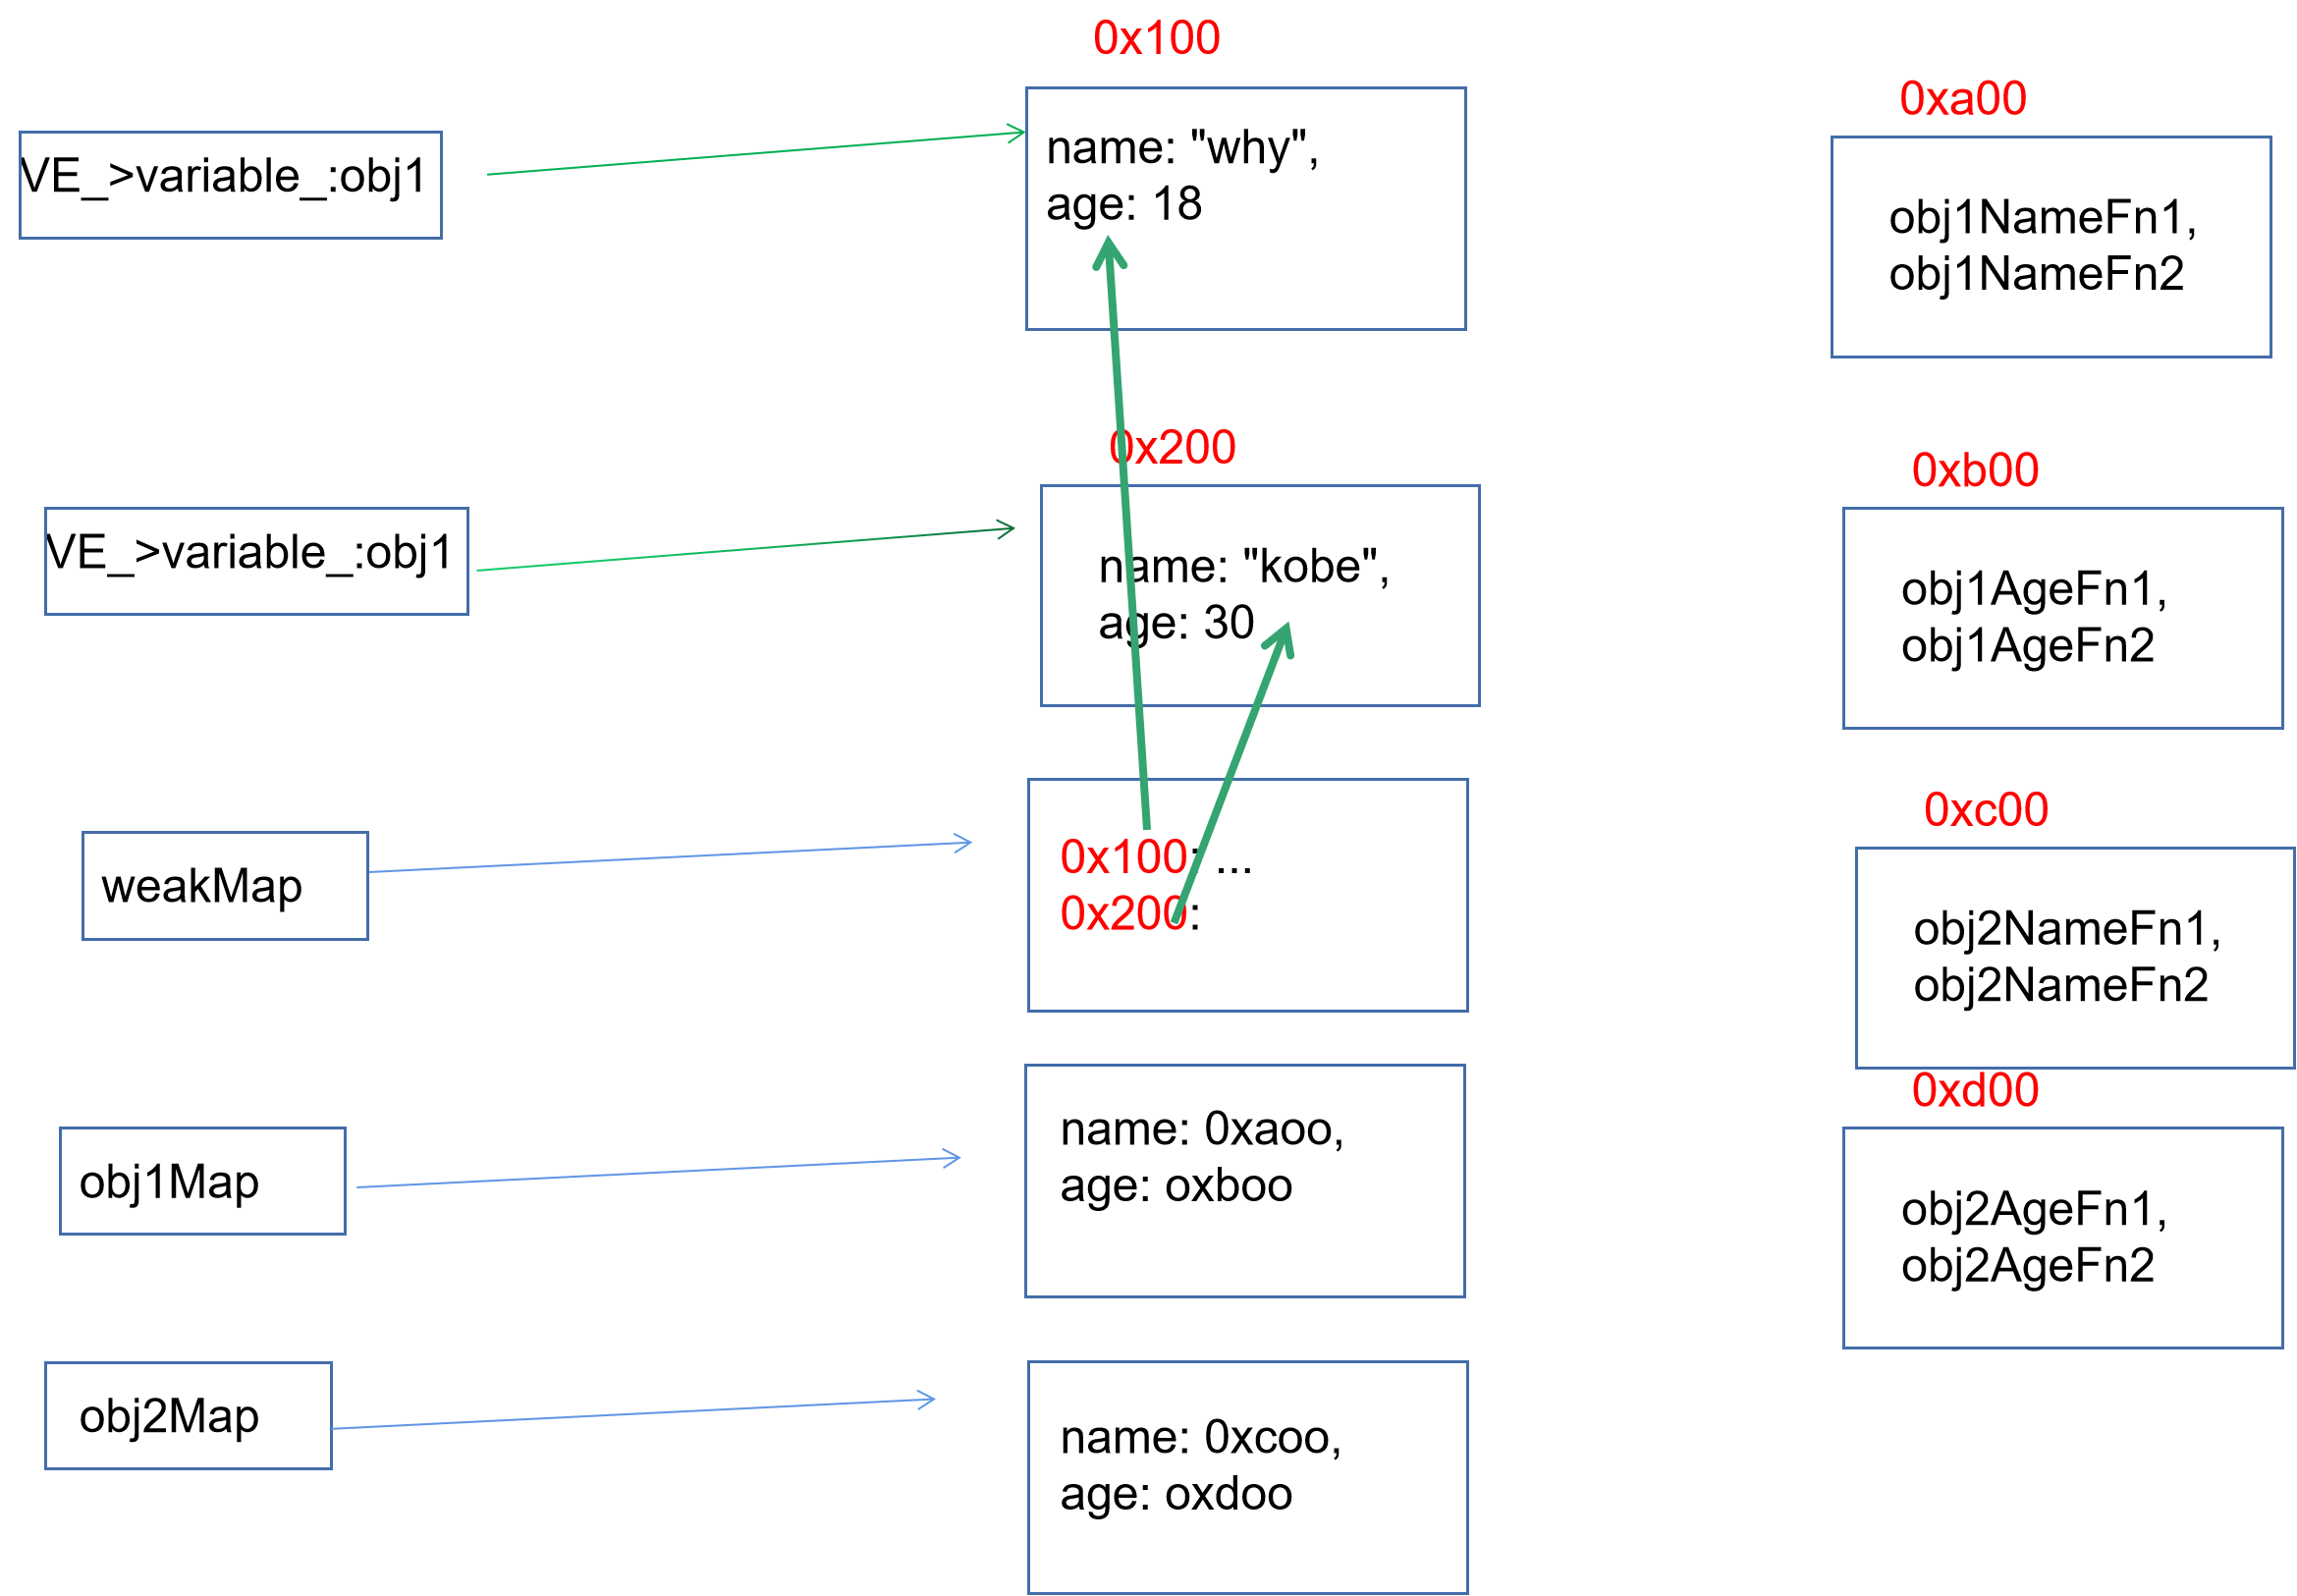 0x100
VE_>variable_:obj1
name: "why",
age: 18
0xa00
obj1NameFn1,
obj1NameFn2
0x200
VE_>variable_:obj1
name: "kobe",
age: 30
0xb00
obj1AgeFn1,
obj1AgeFn2
weakMap
0x100: ...
0x200:
0xc00
obj2NameFn1,
obj2NameFn2
obj1Map
name: 0xaoo,
age: oxboo
0xd00
obj2AgeFn1,
obj2AgeFn2
obj2Map
name: 0xcoo,
age: oxdoo